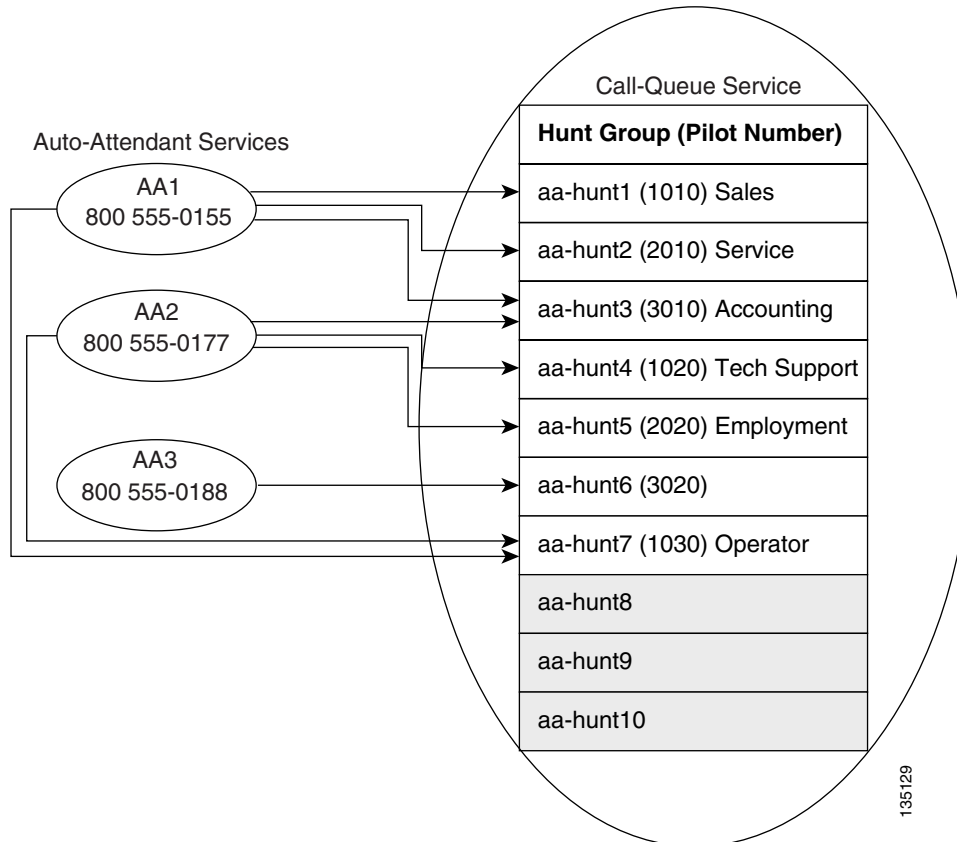 Call-Queue Service
Hunt Group (Pilot Number)
Auto-Attendant Services
AA1
800 555-0155
aa-hunt1 (1010) Sales
aa-hunt2 (2010) Service
AA2
800 555-0177
aa-hunt3 (3010) Accounting
aa-hunt4 (1020) Tech Support
aa-hunt5 (2020) Employment
AA3
800 555-0188
aa-hunt6 (3020)
aa-hunt7 (1030) Operator
aa-hunt8
aa-hunt9
aa-hunt10
135129